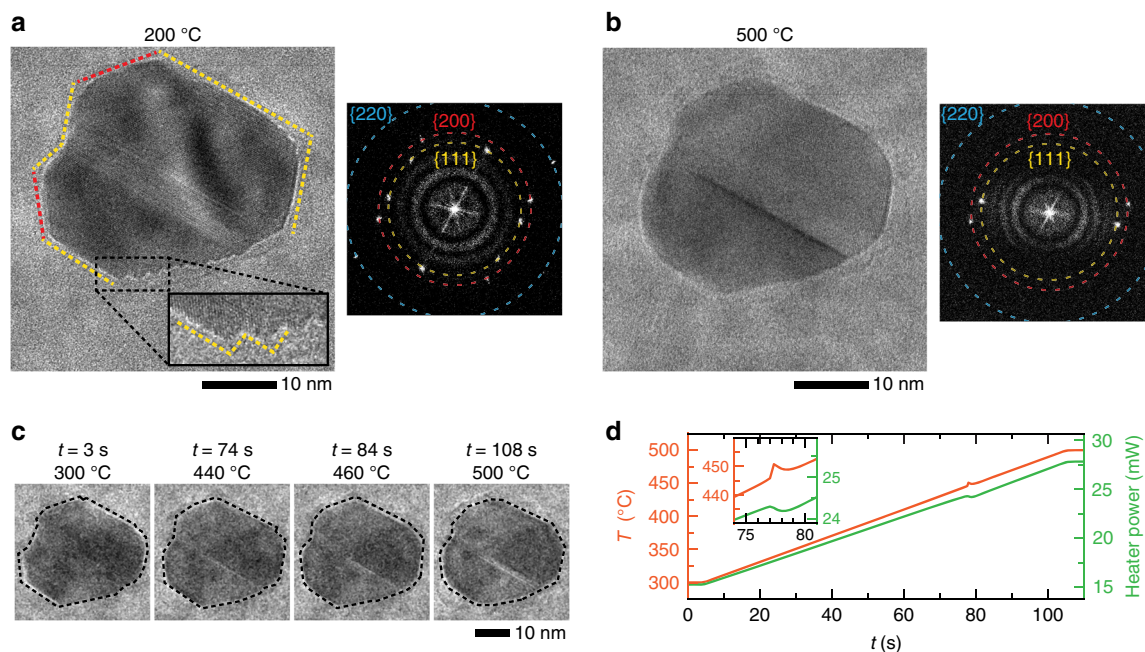 a
200 °C
{220}
{200}
{111}
10 nm
b
500 °C
{220}
{200}
{111}
10 nm
c
t = 3 s
300 °C
t = 74 s
440 °C
t = 84 s
460 °C
t = 108 s
500 °C
10 nm
d
T (°C)
500
450
400
350
300
450
440
75
80
25
24
30
25
20
15
Heater power (mW)
0
20
40
60
80
100
t (s)